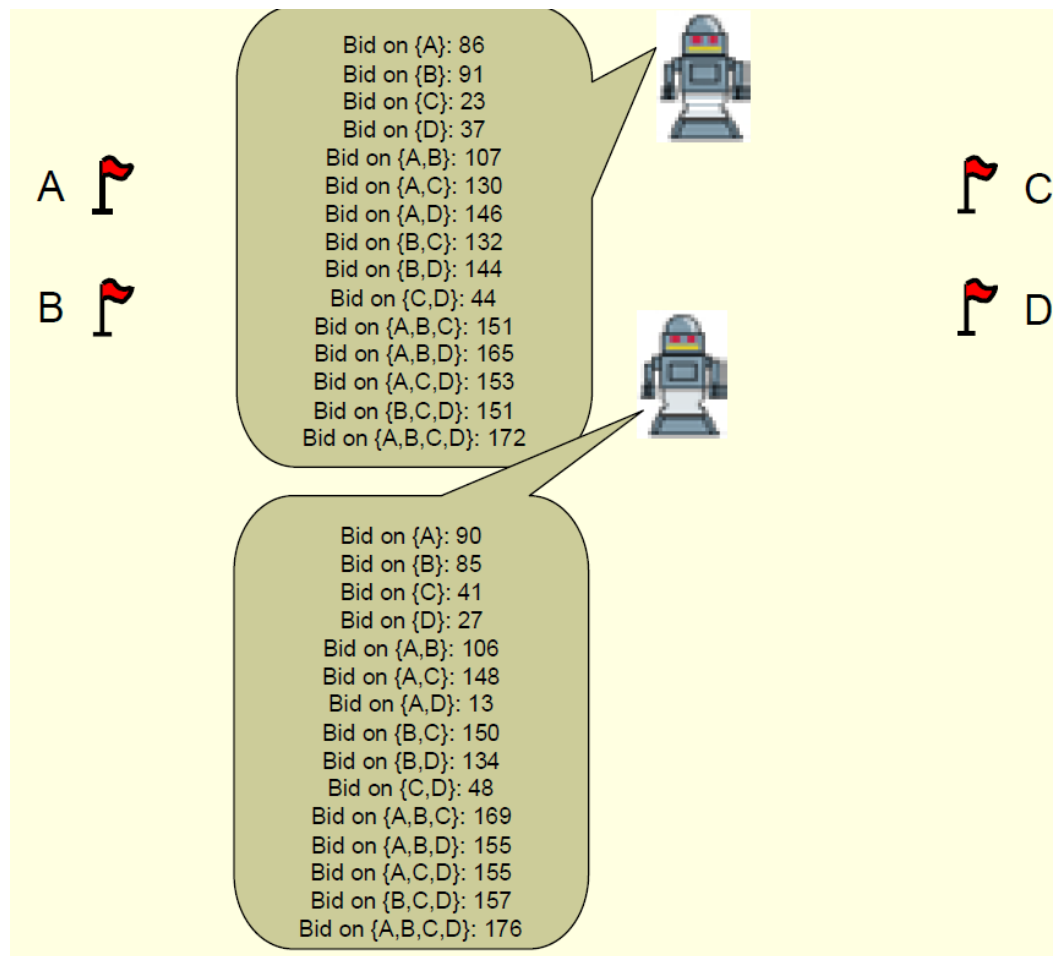 Bid on {A}: 86
Bid on {B}: 91
Bid on {C}: 23
Bid on {D}: 37
Bid on {A,B}: 107
Bid on {A,C}: 130
Bid on {A,D}: 146
Bid on {B,C}: 132
Bid on {B,D}: 144
Bid on {C,D}: 44
Bid on {A,B,C}: 151
Bid on {A,B,D}: 165
Bid on {A,C,D}: 153
Bid on {B,C,D}: 151
Bid on {A,B,C,D}: 172
A
C
B
D
Bid on {A}: 90
Bid on {B}: 85
Bid on {C}: 41
Bid on {D}: 27
Bid on {A,B}: 106
Bid on {A,C}: 148
Bid on {A,D}: 13
Bid on {B,C}: 150
Bid on {B,D}: 134
Bid on {C,D}: 48
Bid on {A,B,C}: 169
Bid on {A,B,D}: 155
Bid on {A,C,D}: 155
Bid on {B,C,D}: 157
Bid on {A,B,C,D}: 176